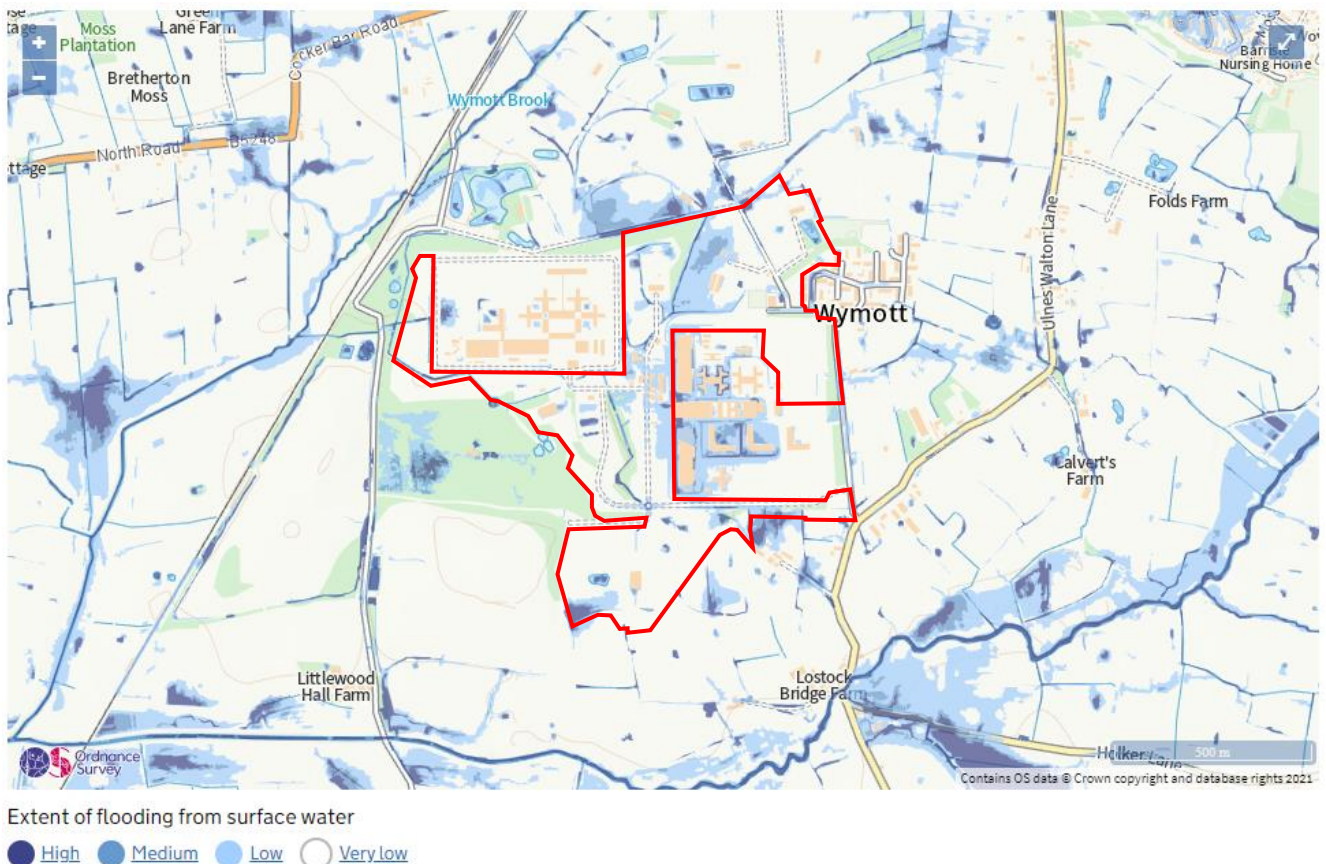 Green
Lane Farm
Moss
Plantation
Cocker Bar Road
+
−
Bretherton
Moss
Wymott Brook
Nursing Home
North Road
B5248
ttage
Folds Farm
Ulnes Walton Lane
Wymott
Calvert's
Farm
Littlewood
Hall Farm
Lostock
Bridge Farm
Ordnance
Survey
500 m
Holker Lane
Contains OS data © Crown copyright and database rights 2021
Extent of flooding from surface water
High Medium Low Very low